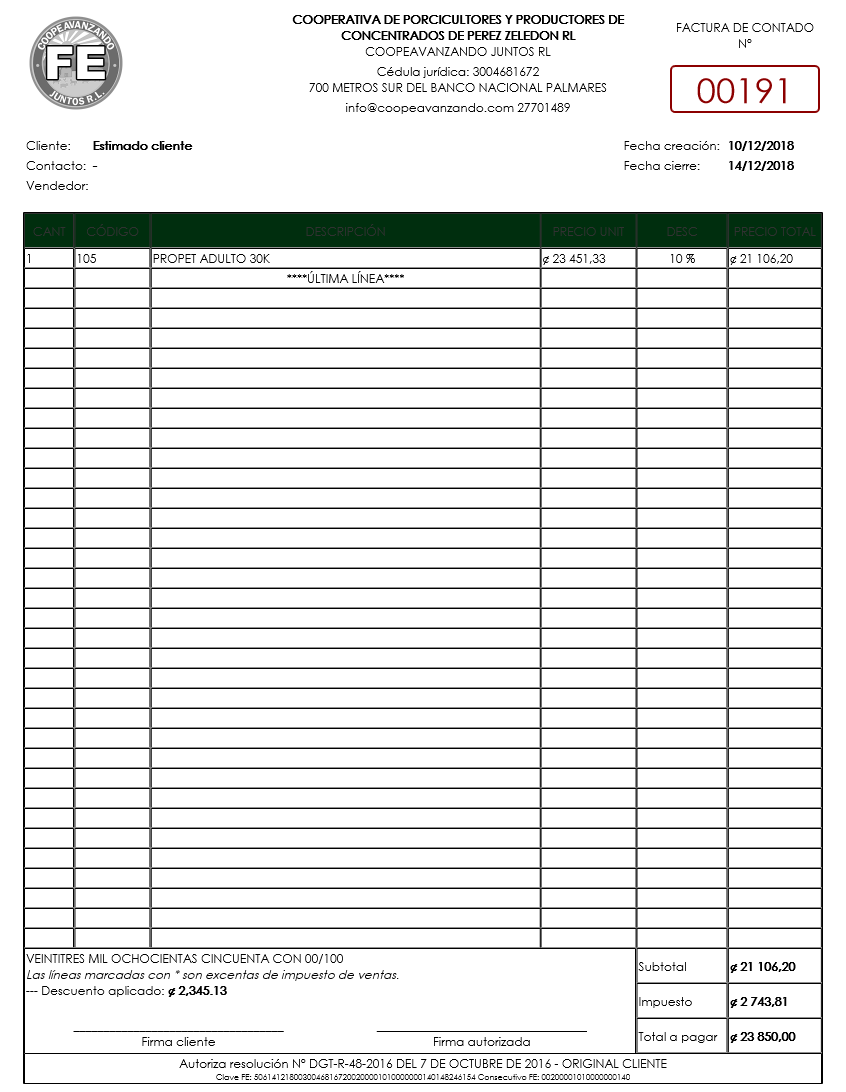 COOPEAVANZANDO
FE
JUNTOS R.L.
COOPERATIVA DE PORCICULTORES Y PRODUCTORES DE
CONCENTRADOS DE PEREZ ZELEDON RL
COOPEAVANZANDO JUNTOS RL
Cédula jurídica: 3004681672
700 METROS SUR DEL BANCO NACIONAL PALMARES
info@coopeavanzando.com 27701489
FACTURA DE CONTADO
N°
00191
Cliente: Estimado cliente
Contacto: -
Vendedor:
Fecha creación: 10/12/2018
Fecha cierre: 14/12/2018
CANT CÓDIGO DESCRIPCIÓN PRECIO UNIT DESC PRECIO TOTAL
1 105 PROPET ADULTO 30K ¢ 23 451,33 10 % ¢ 21 106,20
****ÚLTIMA LÍNEA****
VEINTITRES MIL OCHOCIENTAS CINCUENTA CON 00/100
Las líneas marcadas con * son excentas de impuesto de ventas.
--- Descuento aplicado: ¢ 2,345.13
Firma cliente Firma autorizada
Subtotal ¢ 21 106,20
Impuesto ¢ 2 743,81
Total a pagar ¢ 23 850,00
Autoriza resolución N° DGT-R-48-2016 DEL 7 DE OCTUBRE DE 2016 - ORIGINAL CLIENTE
Clave FE: 50614121800300468167200200001010000000140148246154 Consecutivo FE: 00200001010000000140